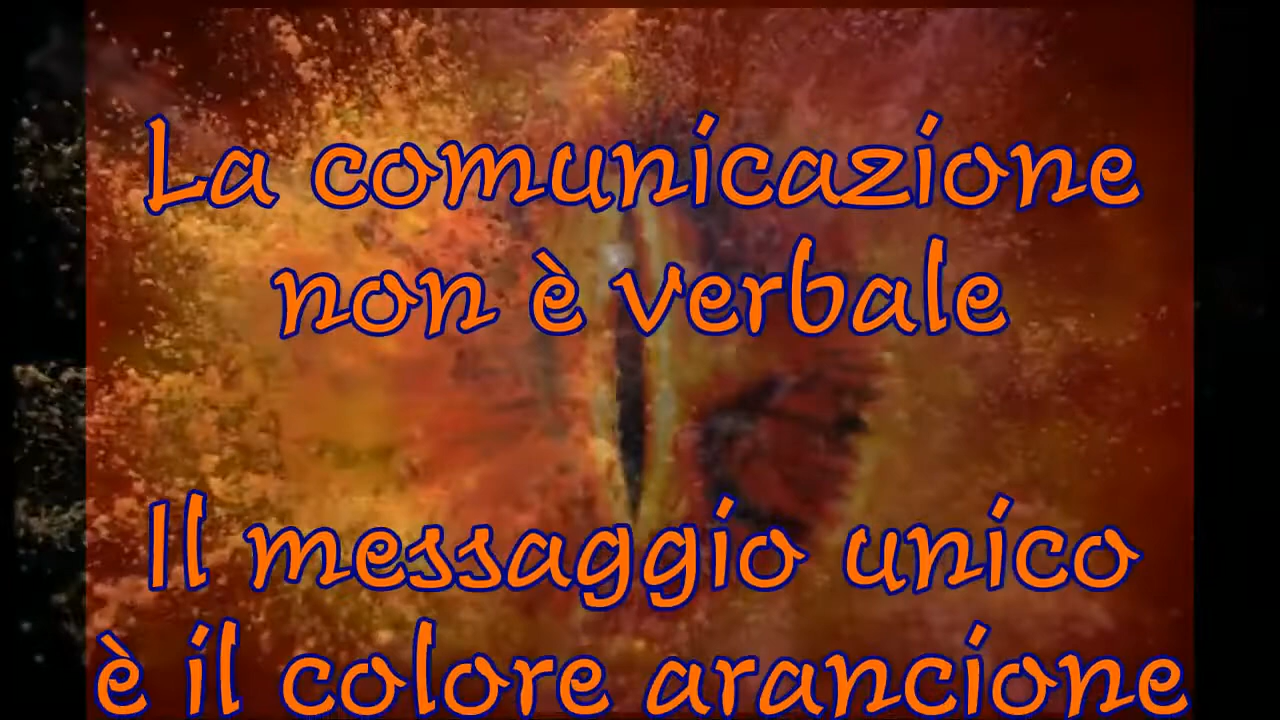 La comunicazione
non è verbale
Il messaggio unico
è il colore arancione